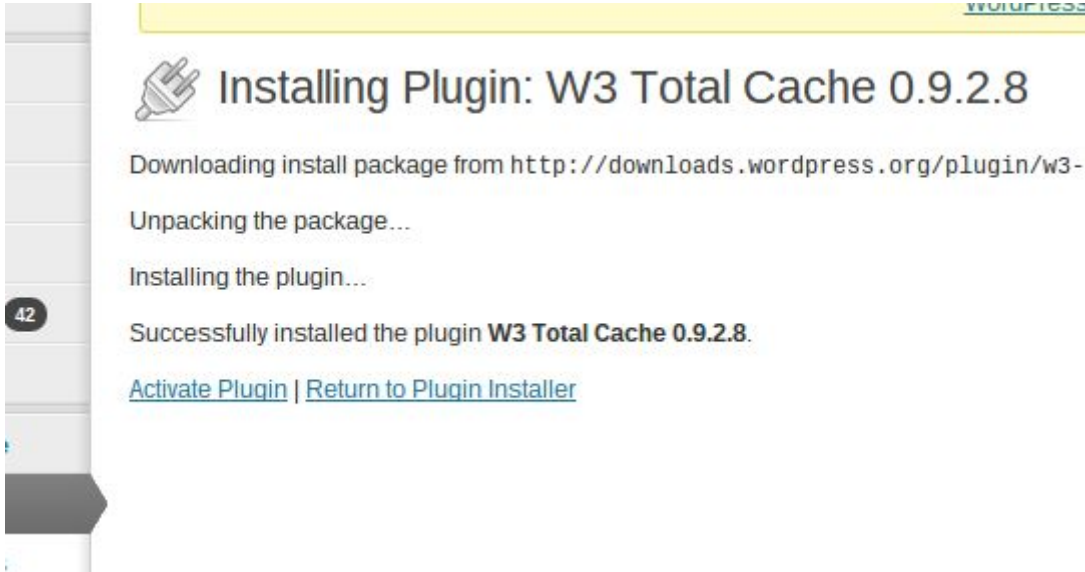 WordPress
Installing Plugin: W3 Total Cache 0.9.2.8
Downloading install package from http://downloads.wordpress.org/plugin/w3-
Unpacking the package…
Installing the plugin…
42
Successfully installed the plugin W3 Total Cache 0.9.2.8.
Activate Plugin | Return to Plugin Installer